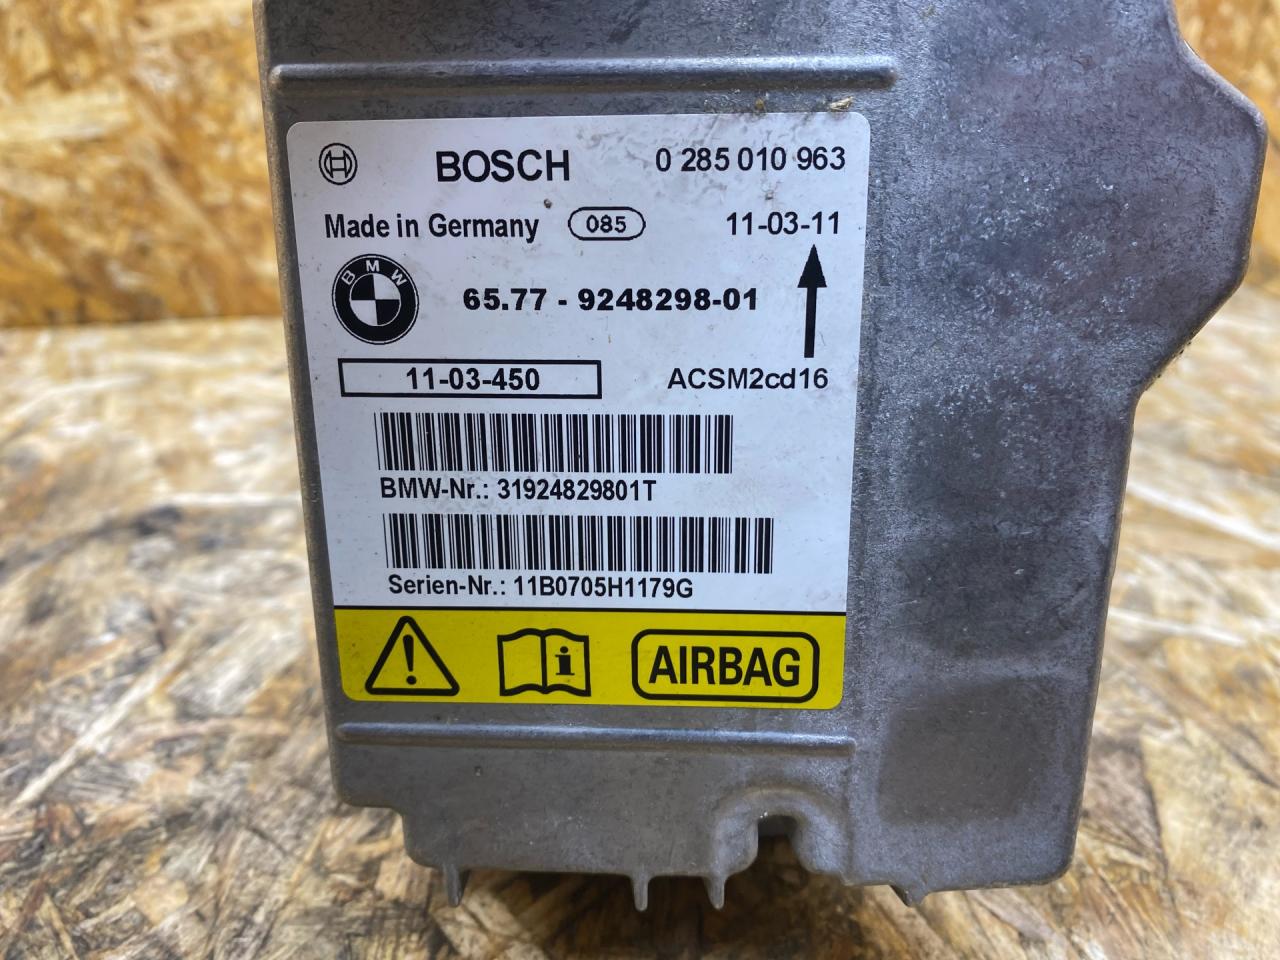 BOSCH 0 285 010 963
Made in Germany 085 11-03-11
BMW 65.77 - 9248298-01
11-03-450 ACSM2cd16
BMW-Nr.: 31924829801T
Serien-Nr.: 11B0705H1179G
AIRBAG